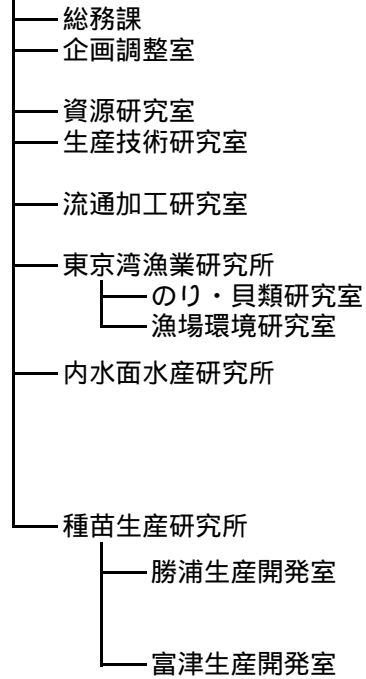 総務課
企画調整室
資源研究室
生産技術研究室
流通加工研究室
東京湾漁業研究所
のり・貝類研究室
漁場環境研究室
内水面水産研究所
種苗生産研究所
勝浦生産開発室
富津生産開発室